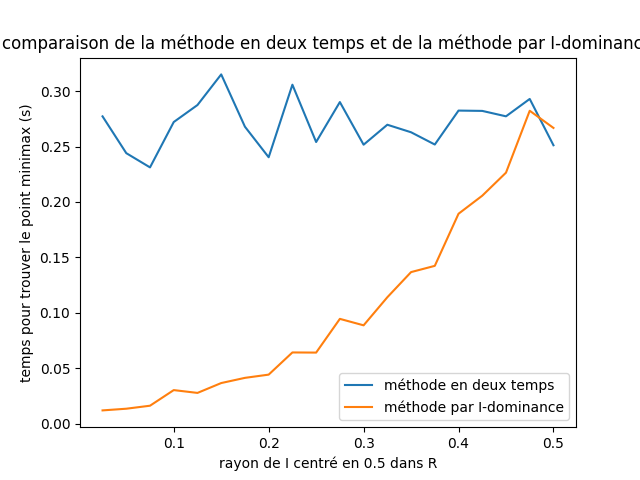 comparaison de la méthode en deux temps et de la méthode par I-dominanc
0.30
0.25
0.20
0.15
0.10
0.05
0.00
temps pour trouver le point minimax (s)
méthode en deux temps
méthode par I-dominance
0.1 0.2 0.3 0.4 0.5
rayon de I centré en 0.5 dans R